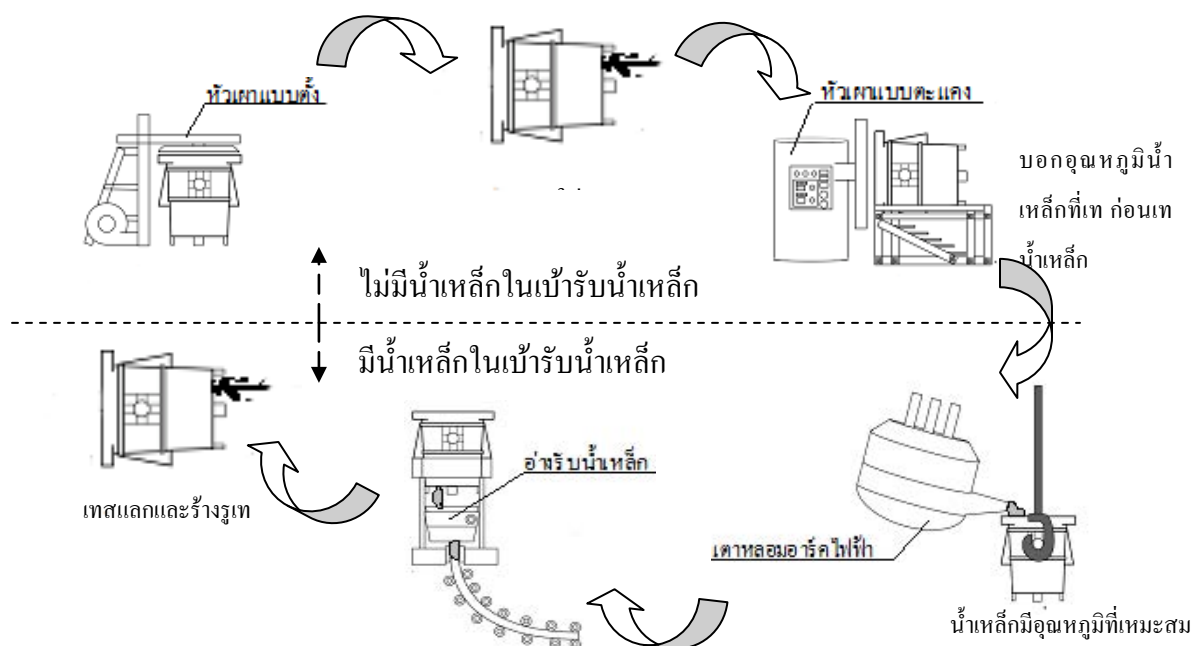 หัวเผาแบบตั้ง
หัวเผาแบบตะแคง
บอกอุณหภูมิน้ำ
เหล็กที่เท ก่อนเท
น้ำเหล็ก
ไม่มีน้ำเหล็กในเบ้ารับน้ำเหล็ก
มีน้ำเหล็กในเบ้ารับน้ำเหล็ก
อ่างรับน้ำเหล็ก
เทสแลกและร้างรูเท
เตาหลอมอาร์คไฟฟ้า
น้ำเหล็กมีอุณหภูมิที่เหมะสม